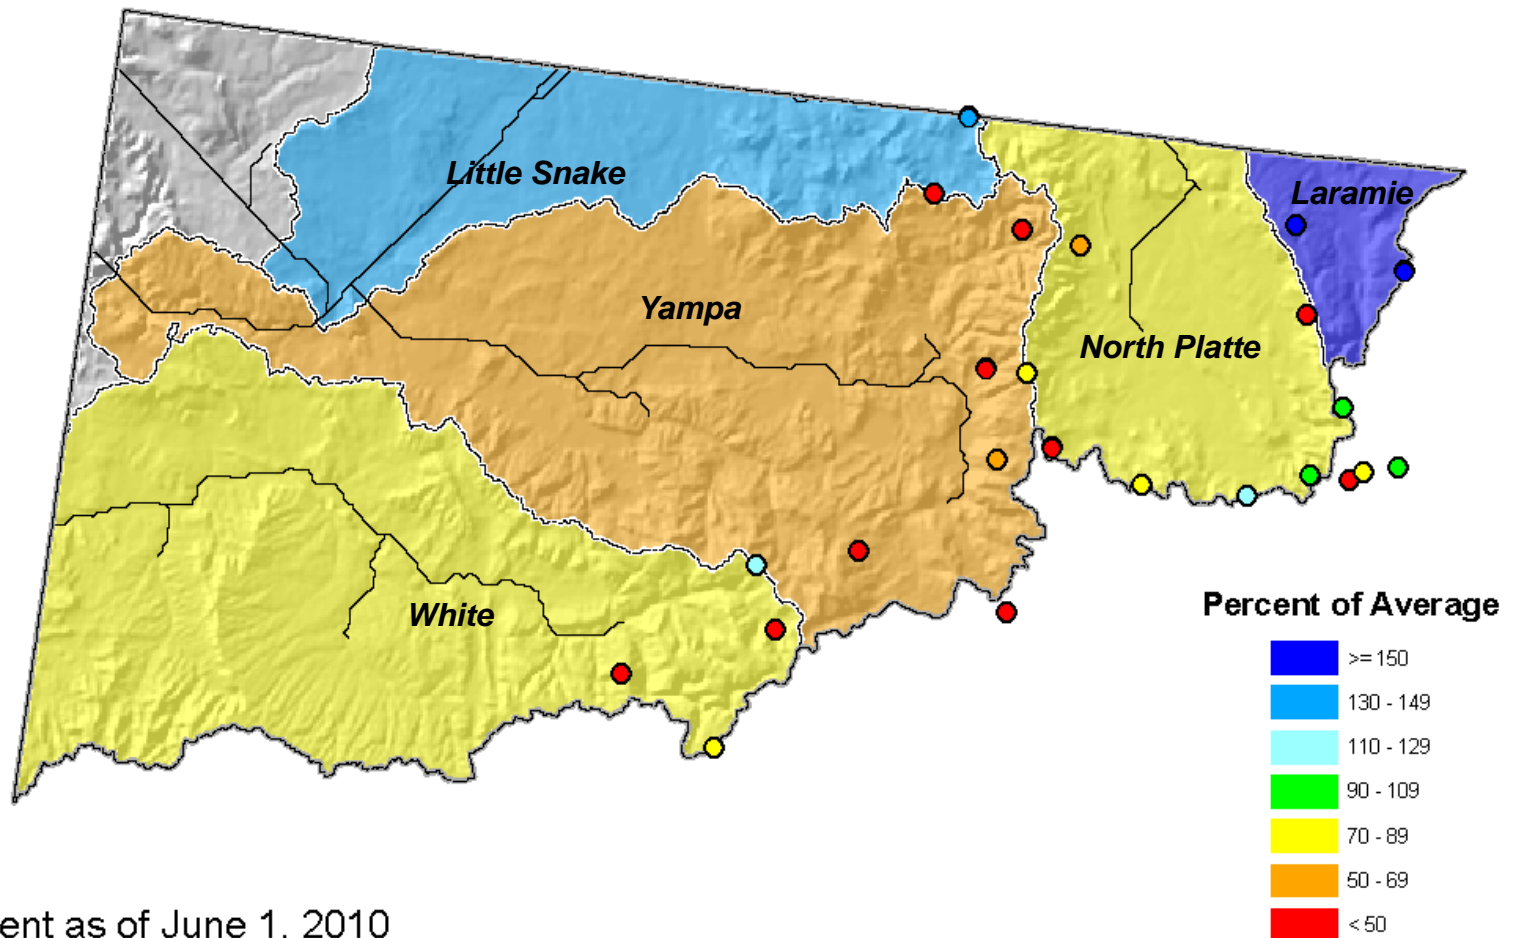 Little Snake
Laramie
Yampa
North Platte
White
Percent of Average
>= 150
130 - 149
110 - 129
90 - 109
70 - 89
50 - 69
< 50
as of June 1, 2010